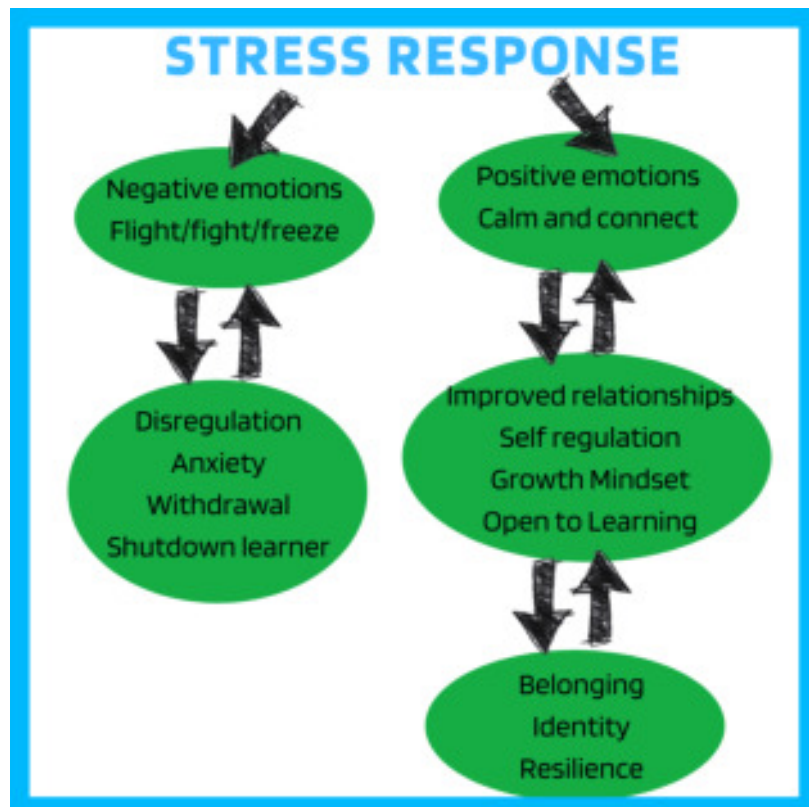 STRESS RESPONSE
Negative emotions
Flight/fight/freeze
Disregulation
Anxiety
Withdrawal
Shutdown learner
Positive emotions
Calm and connect
Improved relationships
Self regulation
Growth Mindset
Open to Learning
Belonging
Identity
Resilience